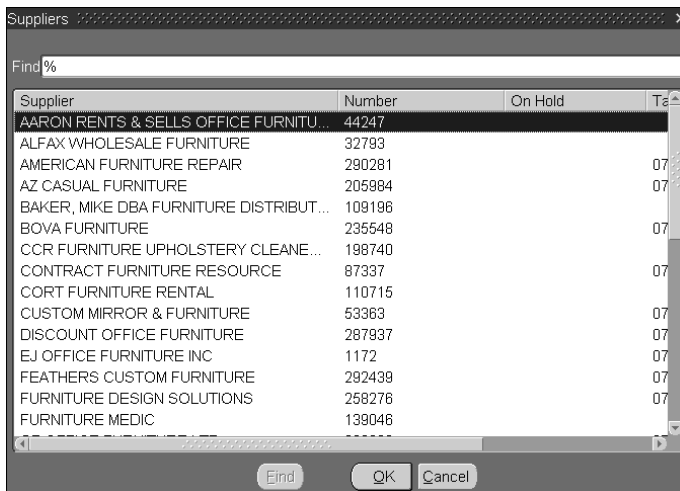 Suppliers
Find %
Supplier Number On Hold Ta
AARON RENTS & SELLS OFFICE FURNITU... 44247
ALFAX WHOLESALE FURNITURE 32793
AMERICAN FURNITURE REPAIR 290281 07
AZ CASUAL FURNITURE 205984 07
BAKER, MIKE DBA FURNITURE DISTRIBUT... 109196
BOVA FURNITURE 235548 07
CCR FURNITURE UPHOLSTERY CLEANE... 198740
CONTRACT FURNITURE RESOURCE 87337 07
CORT FURNITURE RENTAL 110715
CUSTOM MIRROR & FURNITURE 53363 07
DISCOUNT OFFICE FURNITURE 287937 07
EJ OFFICE FURNITURE INC 1172 07
FEATHERS CUSTOM FURNITURE 292439 07
FURNITURE DESIGN SOLUTIONS 258276 07
FURNITURE MEDIC 139046
Find OK Cancel